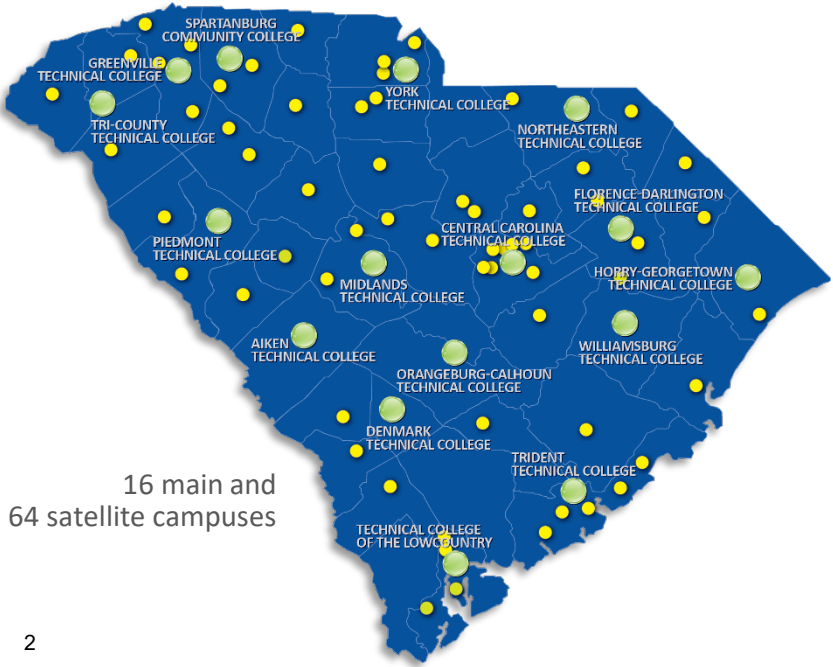 SPARTANBURG
COMMUNITY COLLEGE
GREENVILLE
TECHNICAL COLLEGE
YORK
TECHNICAL COLLEGE
TRI-COUNTY
TECHNICAL COLLEGE
NORTHEASTERN
TECHNICAL COLLEGE
FLORENCE-DARLINGTON
TECHNICAL COLLEGE
CENTRAL CAROLINA
TECHNICAL COLLEGE
PIEDMONT
TECHNICAL COLLEGE
HORRY-GEORGETOWN
TECHNICAL COLLEGE
MIDLANDS
TECHNICAL COLLEGE
AIKEN
TECHNICAL COLLEGE
WILLIAMSBURG
TECHNICAL COLLEGE
ORANGEBURG-CALHOUN
TECHNICAL COLLEGE
DENMARK
TECHNICAL COLLEGE
TRIDENT
TECHNICAL COLLEGE
16 main and
64 satellite campuses
TECHNICAL COLLEGE
OF THE LOWCOUNTRY
2